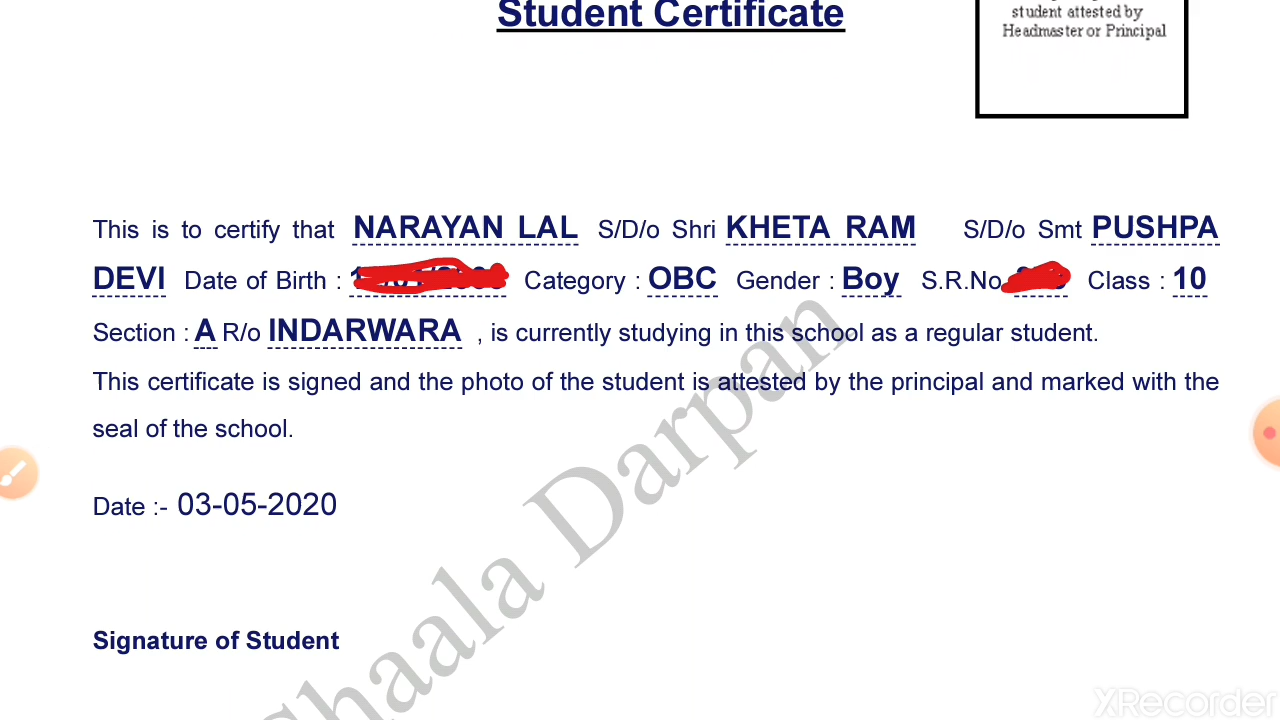 Student Certificate
student attested by
Headmaster or Principal
This is to certify that NARAYAN LAL S/D/o Shri KHETA RAM S/D/o Smt PUSHPA
DEVI Date of Birth : Category : OBC Gender : Boy S.R.No Class : 10
Section : A R/o INDARWARA , is currently studying in this school as a regular student.
This certificate is signed and the photo of the student is attested by the principal and marked with the
seal of the school.
Date :- 03-05-2020
Signature of Student
haala Darpan
XRecorder